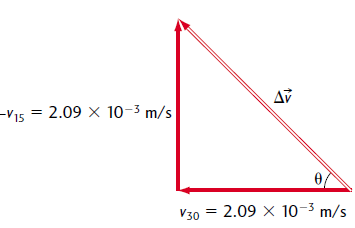 Δv⃗
–v₁₅ = 2.09 × 10⁻³ m/s
θ
v₃₀ = 2.09 × 10⁻³ m/s